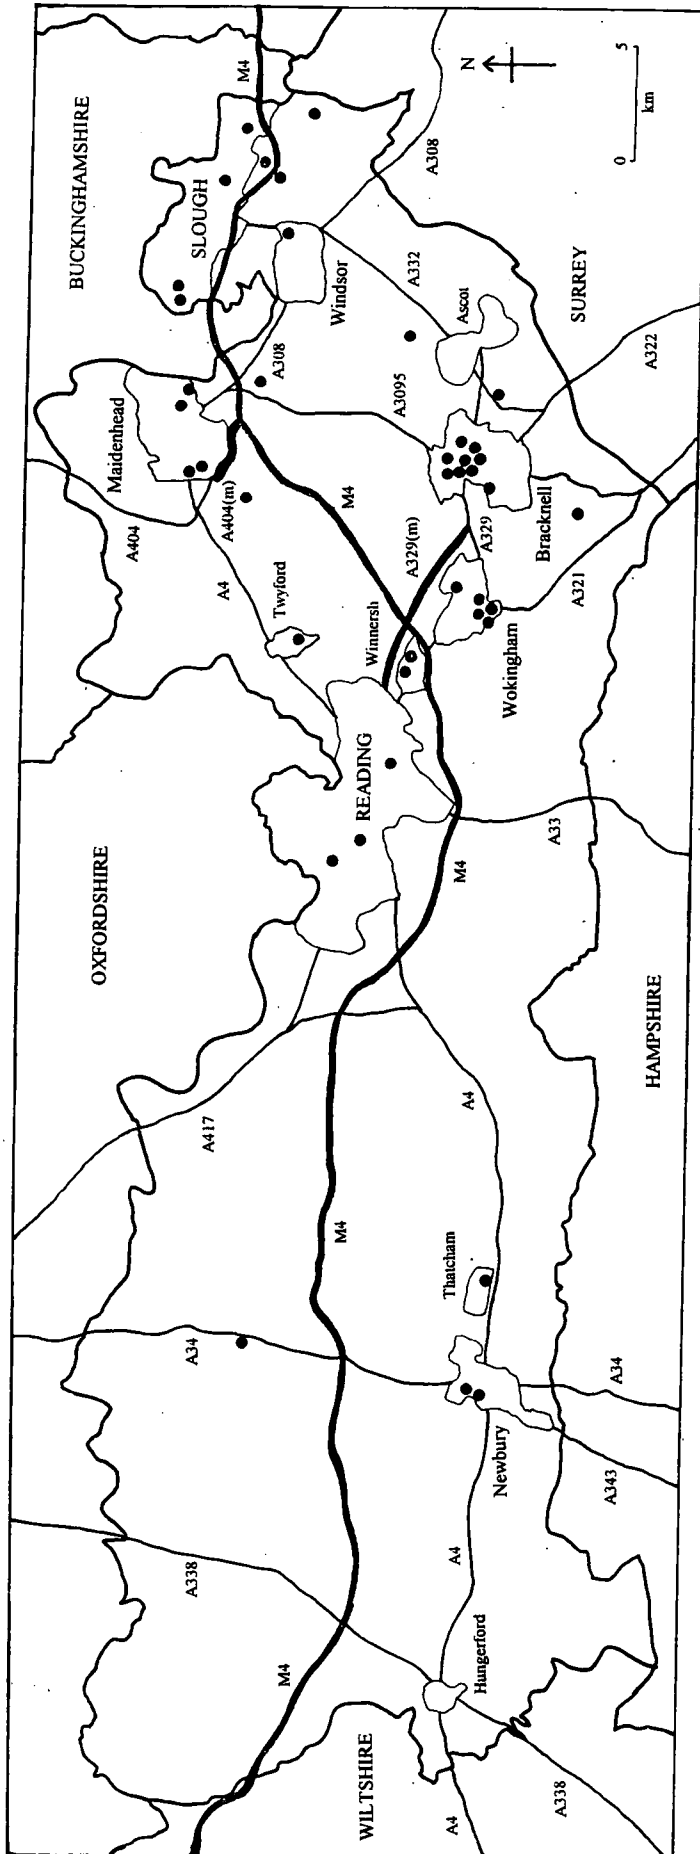 BUCKINGHAMSHIRE
OXFORDSHIRE
WILTSHIRE
HAMPSHIRE
SURREY
M4
SLOUGH
Windsor
Maidenhead
A308
A308
A332
Ascot
A322
A3095
A404
A404(m)
A4
Twyford
M4
A329(m)
A329
Bracknell
A321
Winnersh
Wokingham
READING
A33
M4
A417
A4
M4
Thatcham
A34
A34
Newbury
A343
A4
A338
M4
Hungerford
A338
A4
N
0
5
km